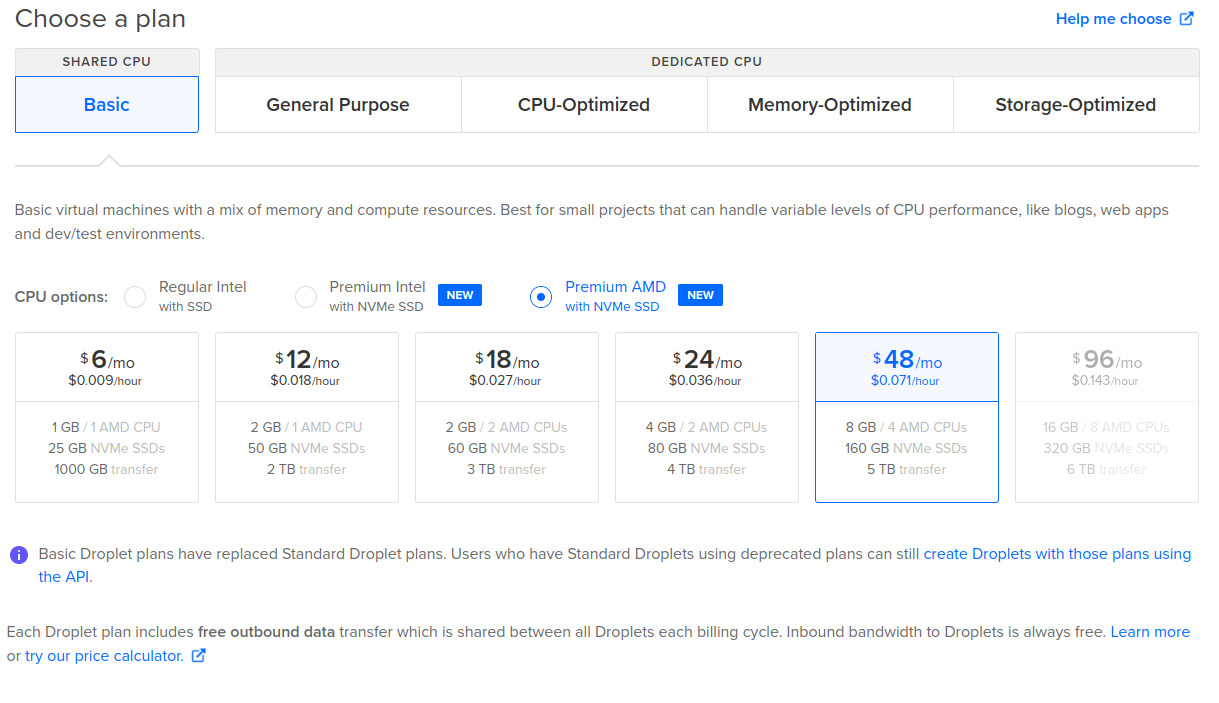 Choose a plan
Help me choose
SHARED CPU
DEDICATED CPU
Basic
General Purpose
CPU-Optimized
Memory-Optimized
Storage-Optimized
Basic virtual machines with a mix of memory and compute resources. Best for small projects that can handle variable levels of CPU performance, like blogs, web apps
and dev/test environments.
CPU options:
Regular Intel
with SSD
Premium Intel
with NVMe SSD
NEW
Premium AMD
with NVMe SSD
NEW
$6/mo
$0.009/hour
1 GB / 1 AMD CPU
25 GB NVMe SSDs
1000 GB transfer
$12/mo
$0.018/hour
2 GB / 1 AMD CPU
50 GB NVMe SSDs
2 TB transfer
$18/mo
$0.027/hour
2 GB / 2 AMD CPUs
60 GB NVMe SSDs
3 TB transfer
$24/mo
$0.036/hour
4 GB / 2 AMD CPUs
80 GB NVMe SSDs
4 TB transfer
$48/mo
$0.071/hour
8 GB / 4 AMD CPUs
160 GB NVMe SSDs
5 TB transfer
$96/mo
$0.143/hour
16 GB / 8 AMD CPUs
320 GB NVMe SSDs
6 TB transfer
Basic Droplet plans have replaced Standard Droplet plans. Users who have Standard Droplets using deprecated plans can still create Droplets with those plans using
the API.
Each Droplet plan includes free outbound data transfer which is shared between all Droplets each billing cycle. Inbound bandwidth to Droplets is always free. Learn more
or try our price calculator.